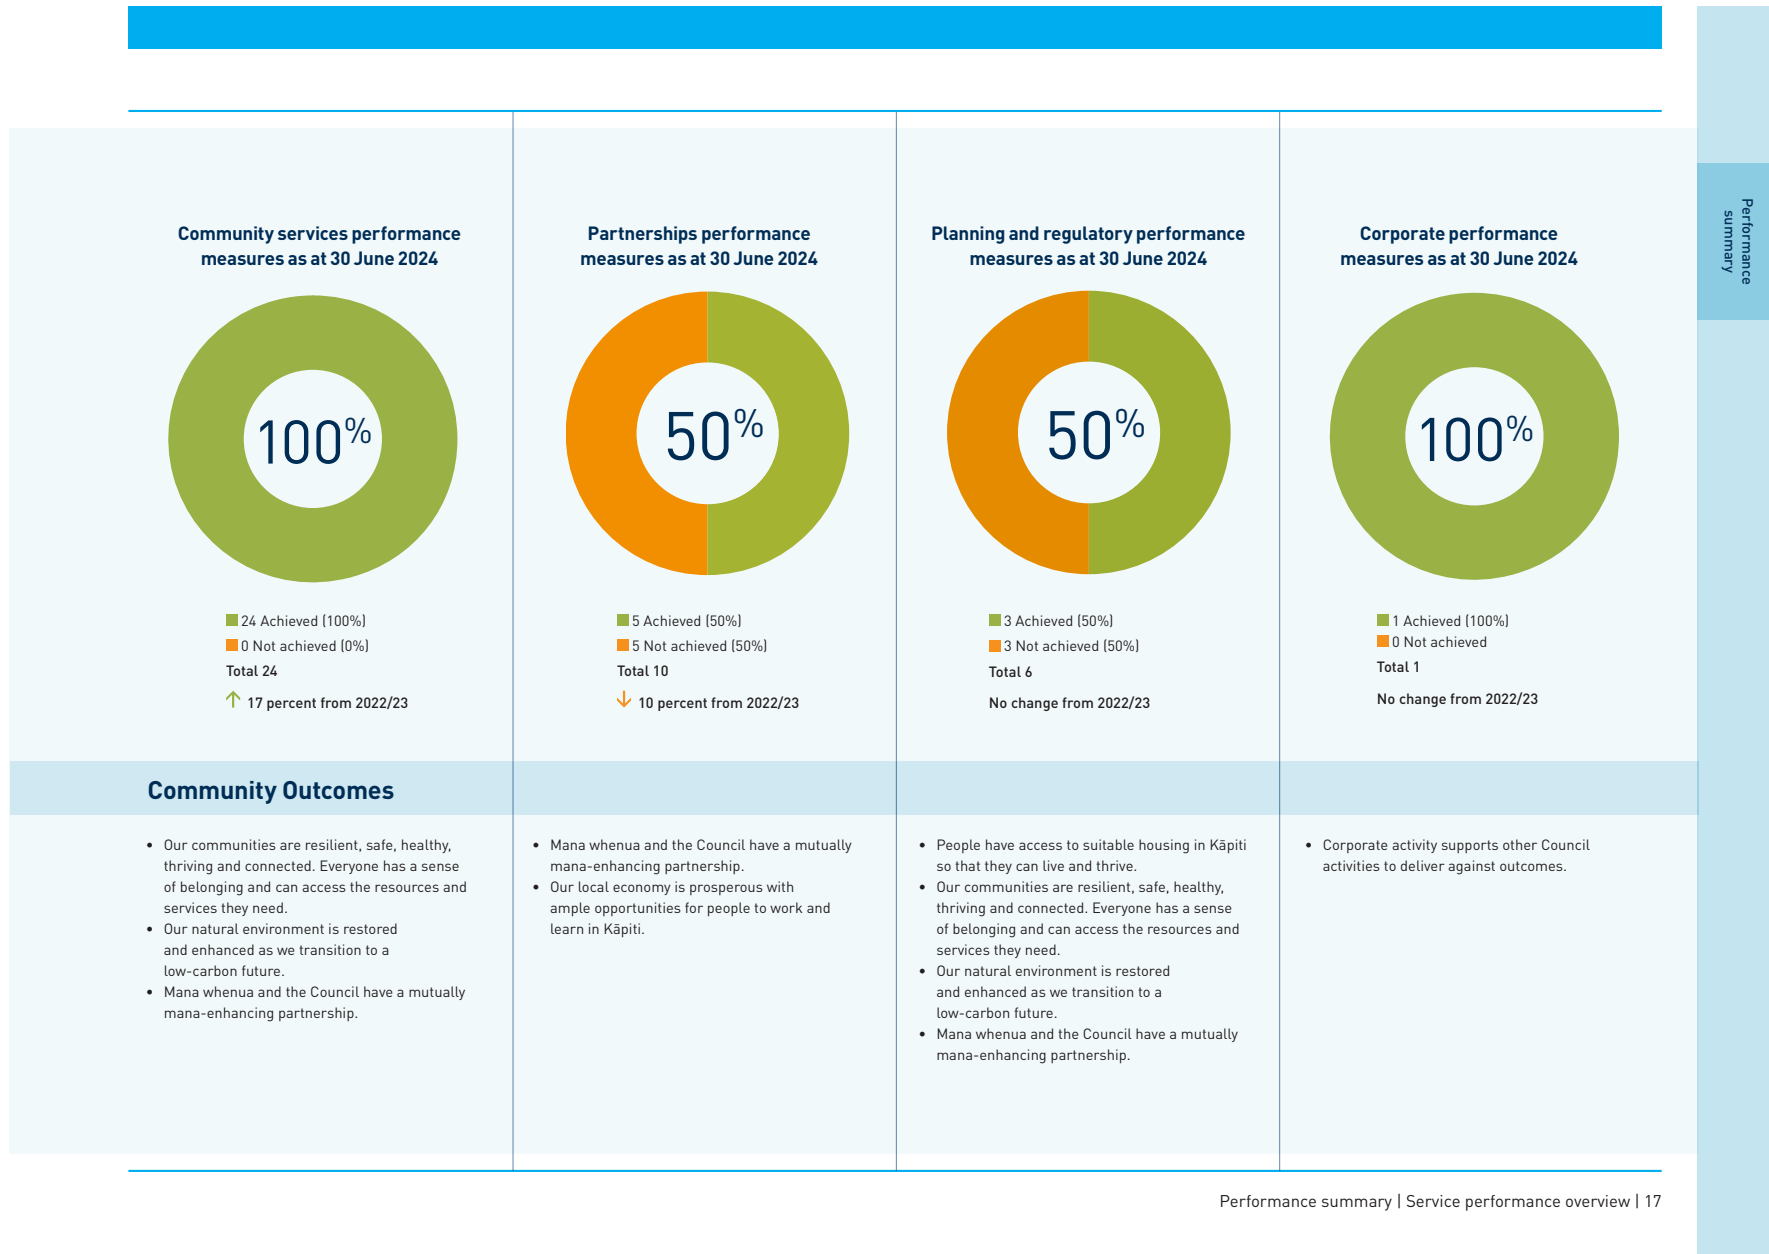 Performance
summary
Community services performance
measures as at 30 June 2024
100%
24 Achieved (100%)
0 Not achieved (0%)
Total 24
↑ 17 percent from 2022/23
Partnerships performance
measures as at 30 June 2024
50%
5 Achieved (50%)
5 Not achieved (50%)
Total 10
↓ 10 percent from 2022/23
Planning and regulatory performance
measures as at 30 June 2024
50%
3 Achieved (50%)
3 Not achieved (50%)
Total 6
No change from 2022/23
Corporate performance
measures as at 30 June 2024
100%
1 Achieved (100%)
0 Not achieved
Total 1
No change from 2022/23
Community Outcomes
• Our communities are resilient, safe, healthy,
thriving and connected. Everyone has a sense
of belonging and can access the resources and
services they need.
• Our natural environment is restored
and enhanced as we transition to a
low-carbon future.
• Mana whenua and the Council have a mutually
mana-enhancing partnership.
• Mana whenua and the Council have a mutually
mana-enhancing partnership.
• Our local economy is prosperous with
ample opportunities for people to work and
learn in Kāpiti.
• People have access to suitable housing in Kāpiti
so that they can live and thrive.
• Our communities are resilient, safe, healthy,
thriving and connected. Everyone has a sense
of belonging and can access the resources and
services they need.
• Our natural environment is restored
and enhanced as we transition to a
low-carbon future.
• Mana whenua and the Council have a mutually
mana-enhancing partnership.
• Corporate activity supports other Council
activities to deliver against outcomes.
Performance summary | Service performance overview | 17